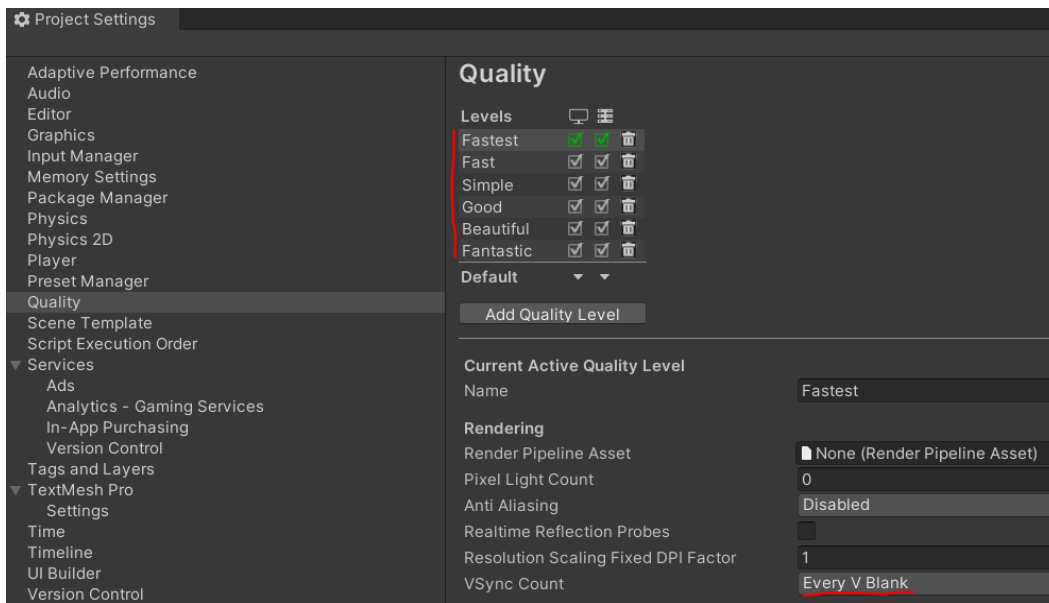 Project Settings
Adaptive Performance
Audio
Editor
Graphics
Input Manager
Memory Settings
Package Manager
Physics
Physics 2D
Player
Preset Manager
Quality
Scene Template
Script Execution Order
Services
Ads
Analytics - Gaming Services
In-App Purchasing
Version Control
Tags and Layers
TextMesh Pro
Settings
Time
Timeline
UI Builder
Version Control
Quality
Levels
Fastest
Fast
Simple
Good
Beautiful
Fantastic
Default
Add Quality Level
Current Active Quality Level
Name Fastest
Rendering
Render Pipeline Asset None (Render Pipeline Asset)
Pixel Light Count 0
Anti Aliasing Disabled
Realtime Reflection Probes
Resolution Scaling Fixed DPI Factor 1
VSync Count Every V Blank